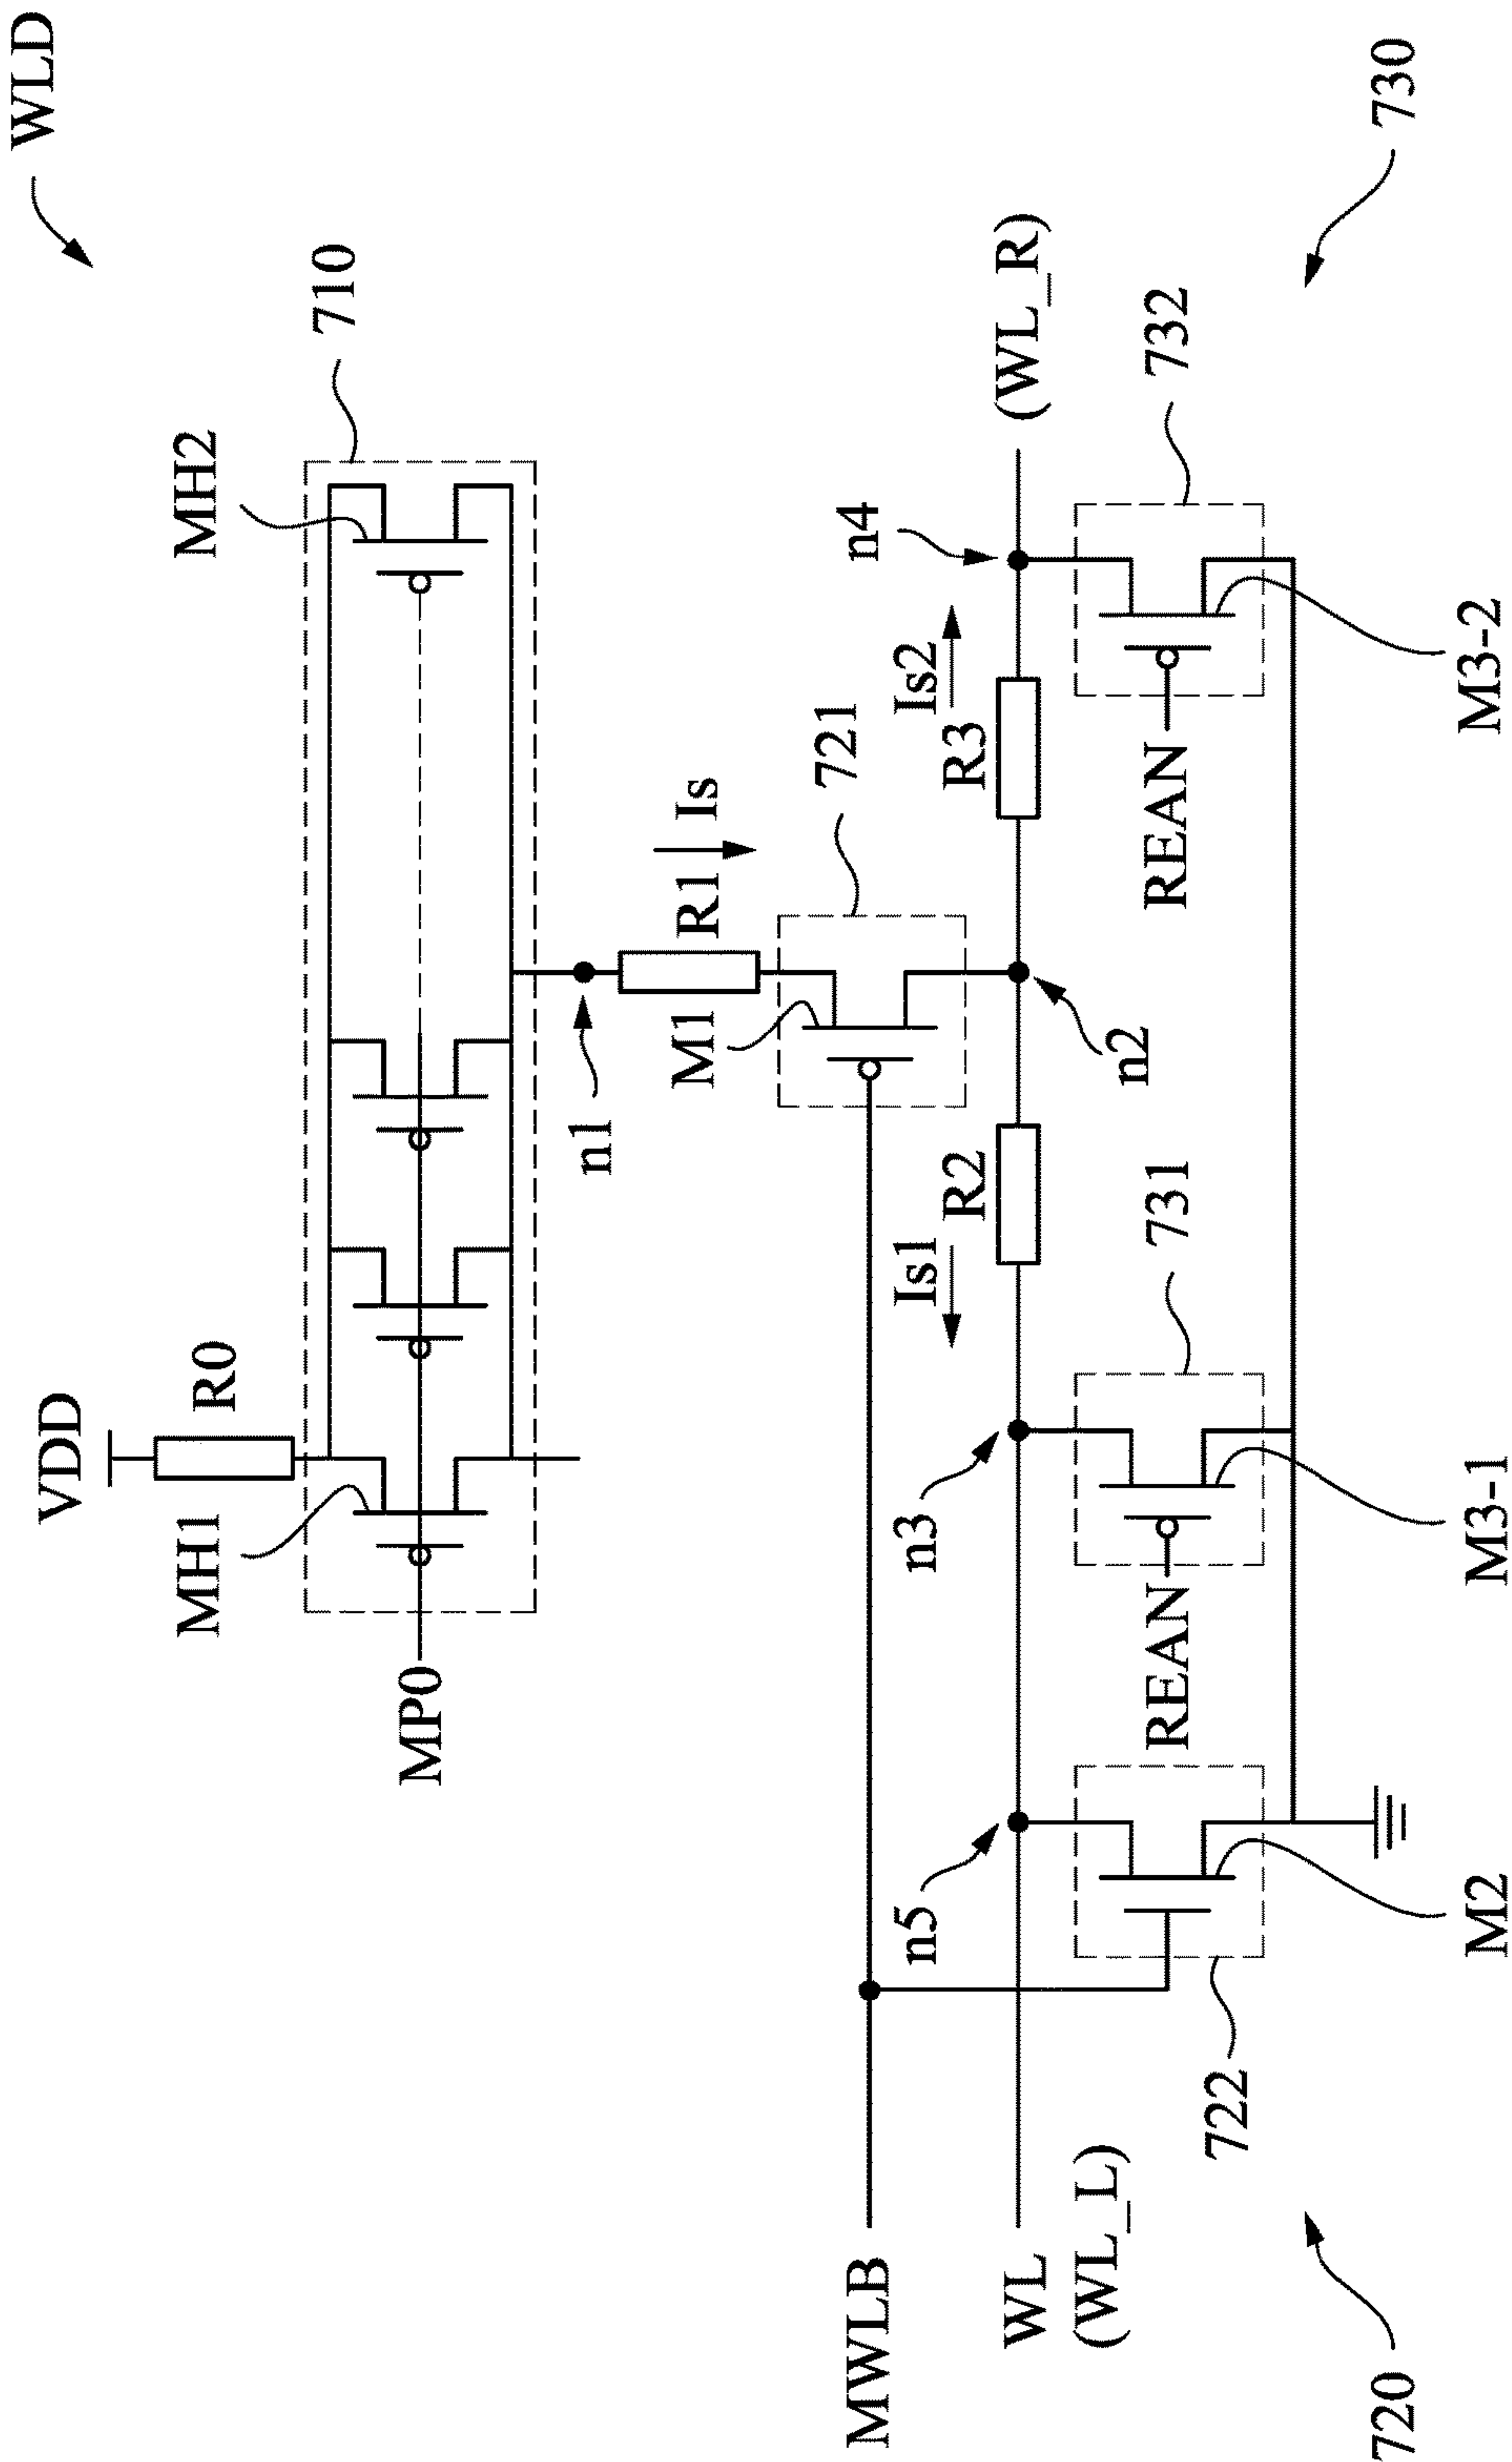 WLD
VDD
R0
MH1
MH2
710
MP0
n1
R1
Is
M1
721
MWLB
n2
WL
(WL_L)
(WL_R)
n5
n3
Is1
R2
R3
Is2
n4
722
REAN
731
REAN
732
M2
M3-1
M3-2
720
730